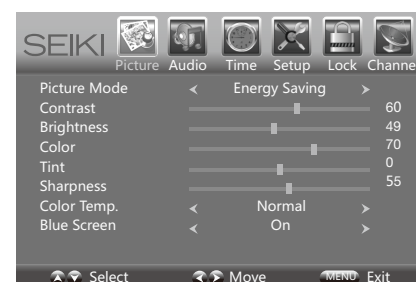 SEIKI
Picture Audio Time Setup Lock Channe
Picture Mode Energy Saving
Contrast 60
Brightness 49
Color 70
Tint 0
Sharpness 55
Color Temp. Normal
Blue Screen On
Select Move MENU Exit